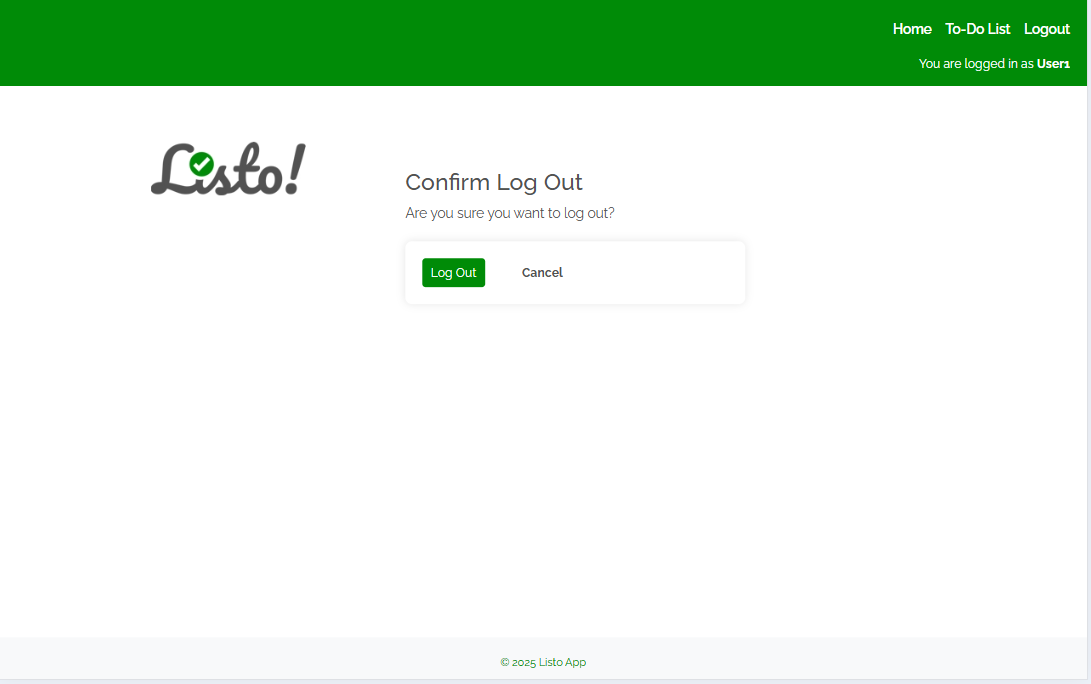 Home To-Do List Logout
You are logged in as User1
Listo!
Confirm Log Out
Are you sure you want to log out?
Log Out Cancel
© 2025 Listo App